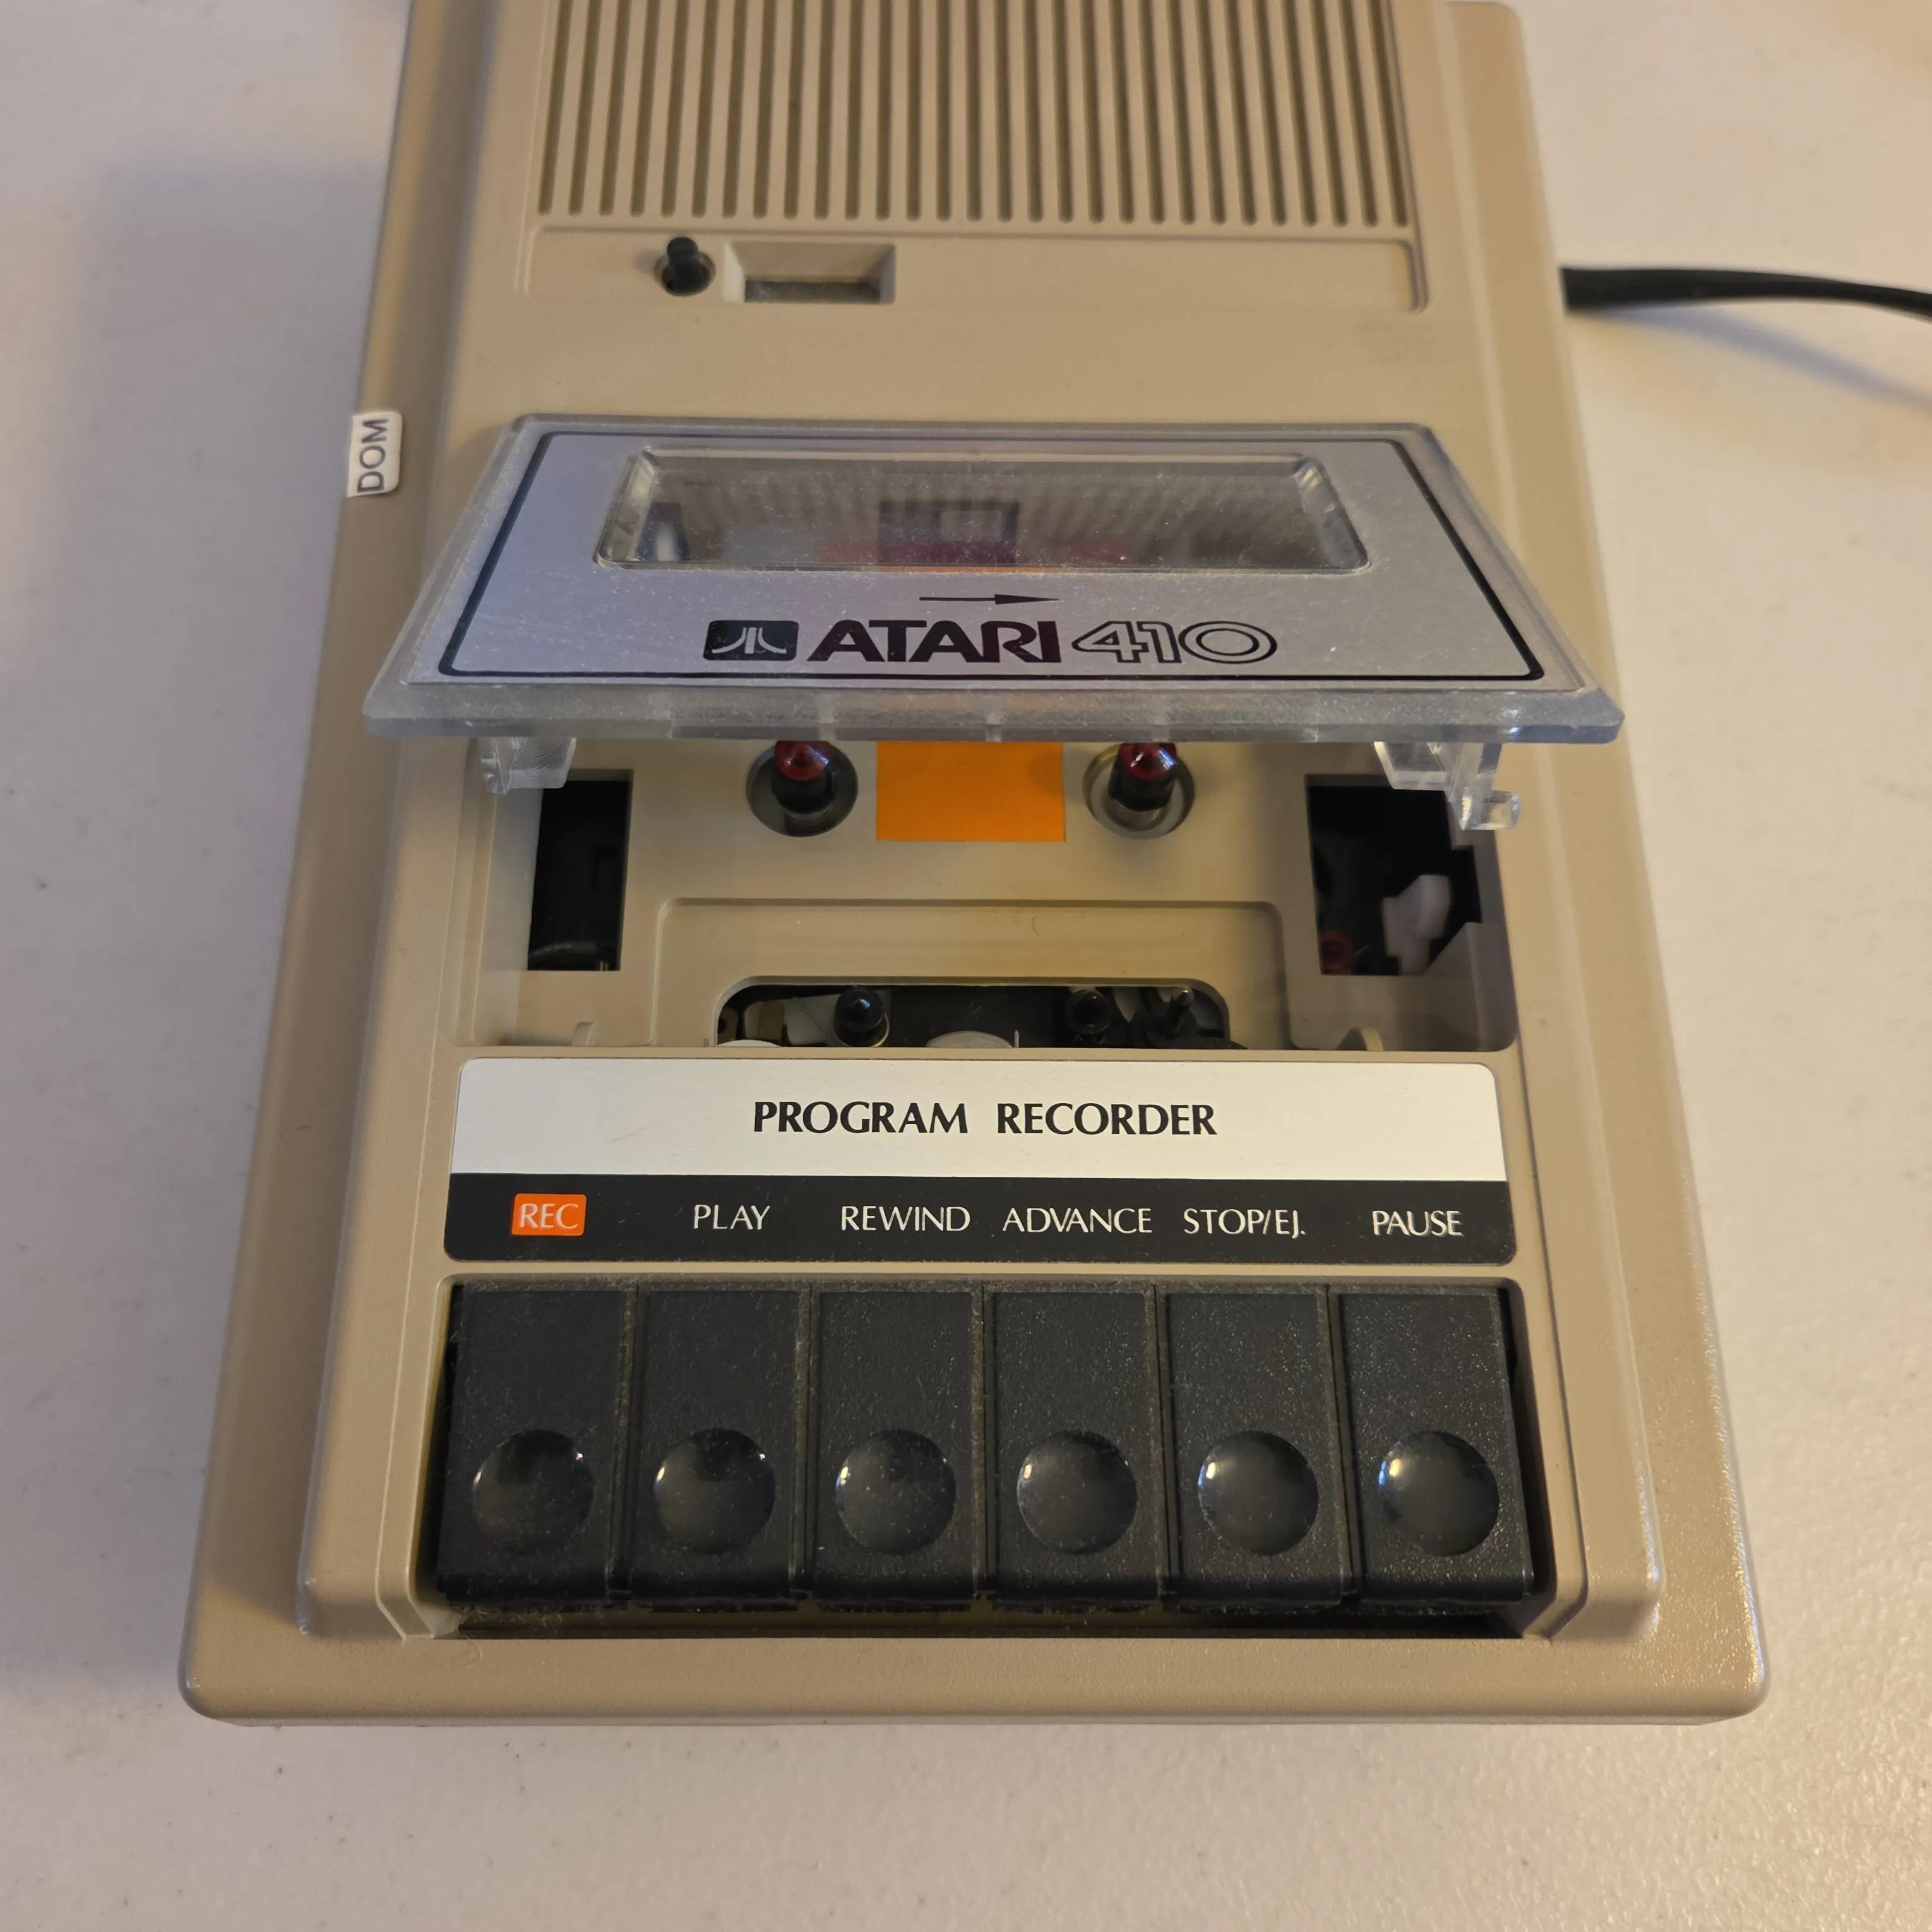 DOM
ATARI 410
PROGRAM RECORDER
REC PLAY REWIND ADVANCE STOP/EJ. PAUSE